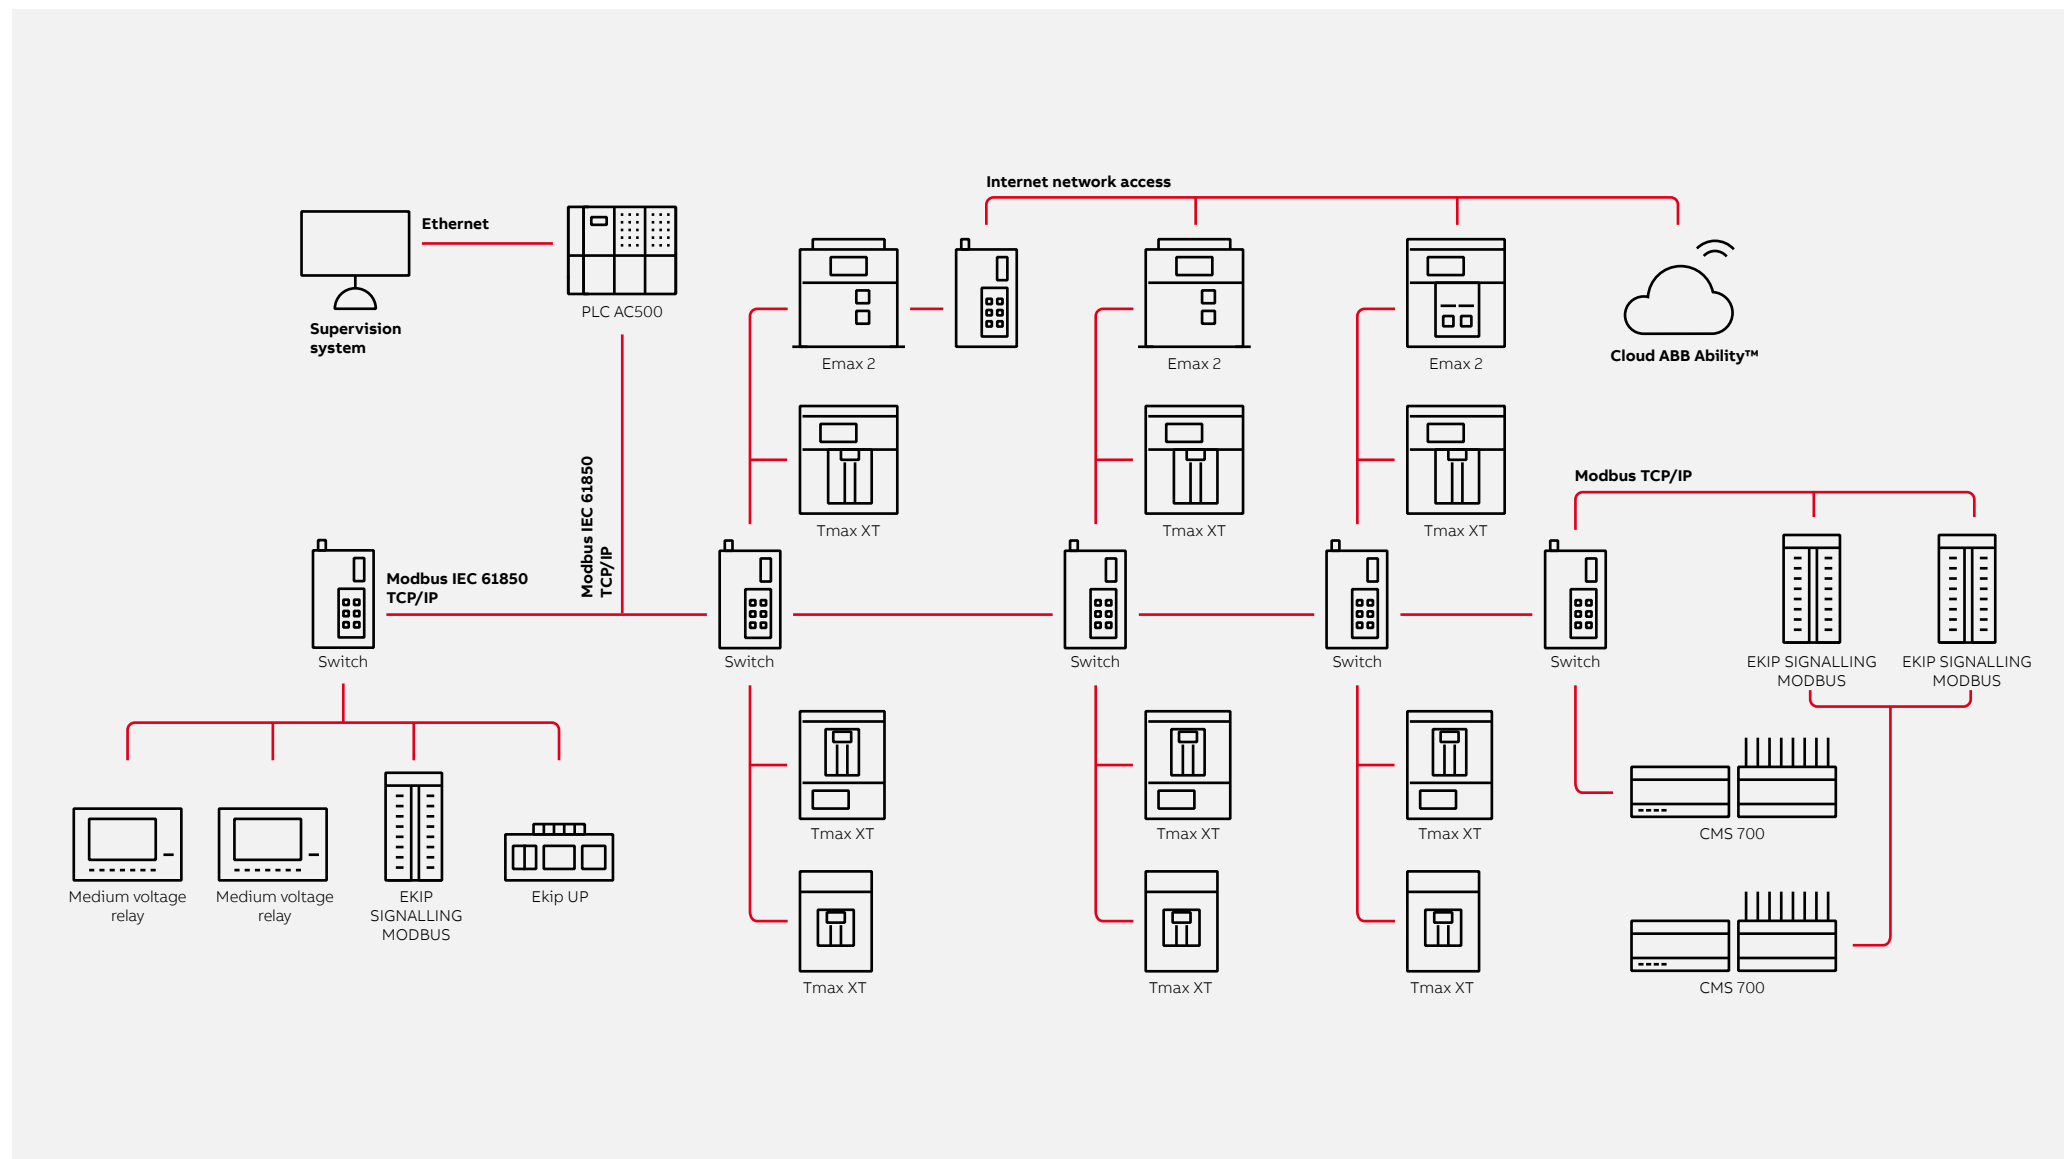 Internet network access
Ethernet
PLC AC500
Supervision
system
Emax 2
Emax 2
Emax 2
Cloud ABB Ability™
Tmax XT
Tmax XT
Tmax XT
Modbus TCP/IP
Modbus IEC 61850
TCP/IP
Modbus IEC 61850
TCP/IP
Switch
Switch
Switch
Switch
Switch
EKIP SIGNALLING
MODBUS
EKIP SIGNALLING
MODBUS
Tmax XT
Tmax XT
Tmax XT
CMS 700
Medium voltage
relay
Medium voltage
relay
EKIP
SIGNALLING
MODBUS
Ekip UP
Tmax XT
Tmax XT
Tmax XT
CMS 700